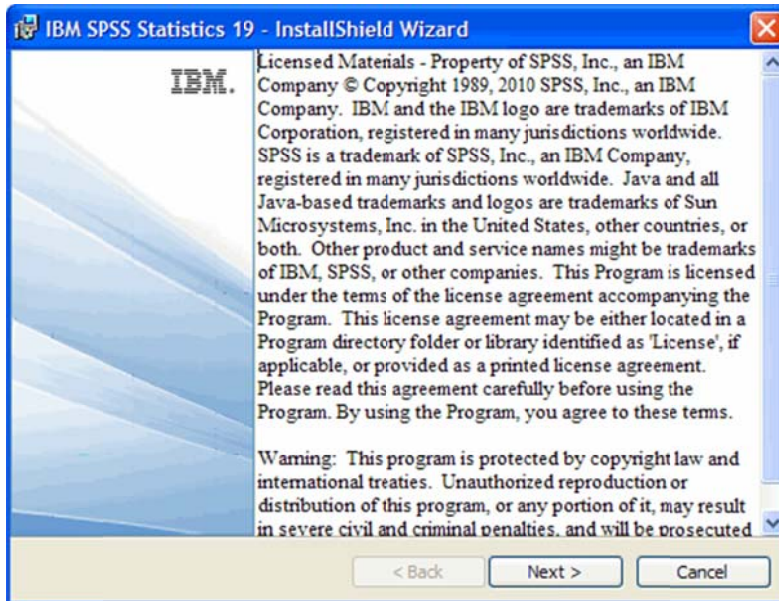 IBM SPSS Statistics 19 - InstallShield Wizard
IBM.
Licensed Materials - Property of SPSS, Inc., an IBM
Company © Copyright 1989, 2010 SPSS, Inc., an IBM
Company. IBM and the IBM logo are trademarks of IBM
Corporation, registered in many jurisdictions worldwide.
SPSS is a trademark of SPSS, Inc., an IBM Company,
registered in many jurisdictions worldwide. Java and all
Java-based trademarks and logos are trademarks of Sun
Microsystems, Inc. in the United States, other countries, or
both. Other product and service names might be trademarks
of IBM, SPSS, or other companies. This Program is licensed
under the terms of the license agreement accompanying the
Program. This license agreement may be either located in a
Program directory folder or library identified as 'License', if
applicable, or provided as a printed license agreement.
Please read this agreement carefully before using the
Program. By using the Program, you agree to these terms.
Warning: This program is protected by copyright law and
international treaties. Unauthorized reproduction or
distribution of this program, or any portion of it, may result
in severe civil and criminal penalties, and will be prosecuted
< Back
Next >
Cancel